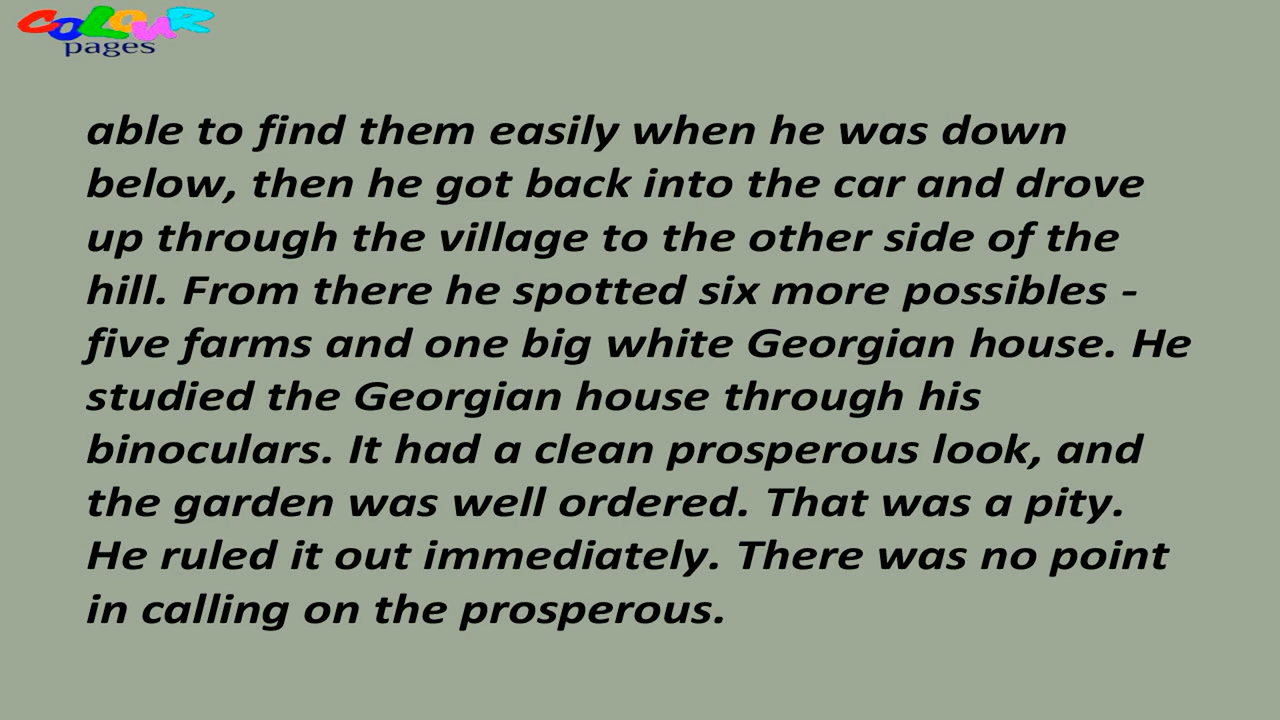 COLOUR
pages
able to find them easily when he was down
below, then he got back into the car and drove
up through the village to the other side of the
hill. From there he spotted six more possibles -
five farms and one big white Georgian house. He
studied the Georgian house through his
binoculars. It had a clean prosperous look, and
the garden was well ordered. That was a pity.
He ruled it out immediately. There was no point
in calling on the prosperous.